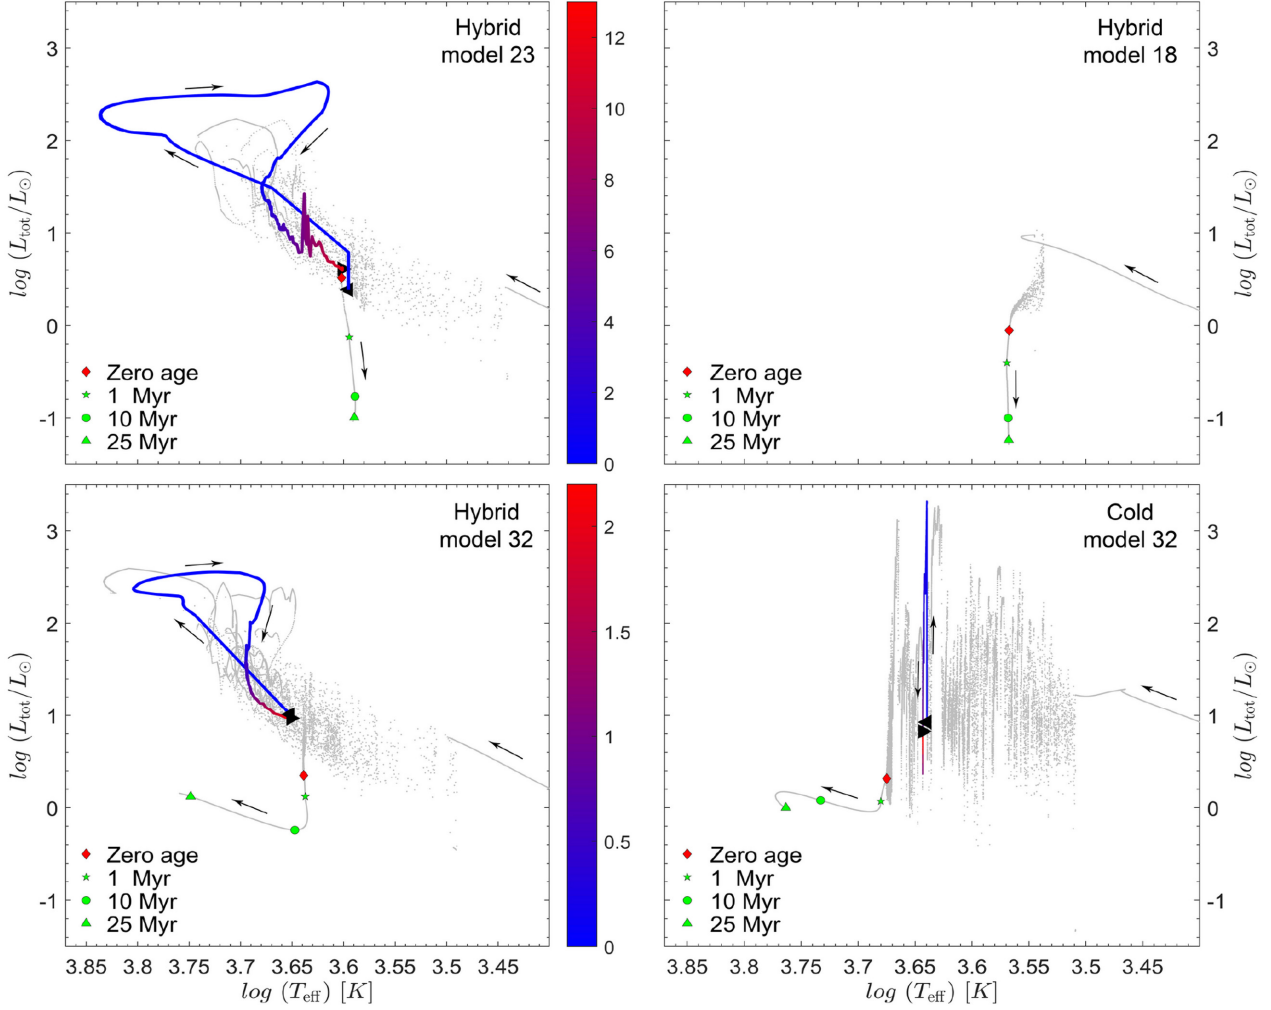 Hybrid
model 23
3
2
1
0
-1
log (L_tot/L_⊙)
Zero age
1 Myr
10 Myr
25 Myr
12
10
8
6
4
2
0
Hybrid
model 18
3
2
1
0
-1
log (L_tot/L_⊙)
Zero age
1 Myr
10 Myr
25 Myr
Hybrid
model 32
3
2
1
0
-1
log (L_tot/L_⊙)
Zero age
1 Myr
10 Myr
25 Myr
3.85 3.8 3.75 3.7 3.65 3.6 3.55 3.5 3.45
log (T_eff) [K]
2
1.5
1
0.5
0
Cold
model 32
3
2
1
0
-1
log (L_tot/L_⊙)
Zero age
1 Myr
10 Myr
25 Myr
3.85 3.8 3.75 3.7 3.65 3.6 3.55 3.5 3.45
log (T_eff) [K]